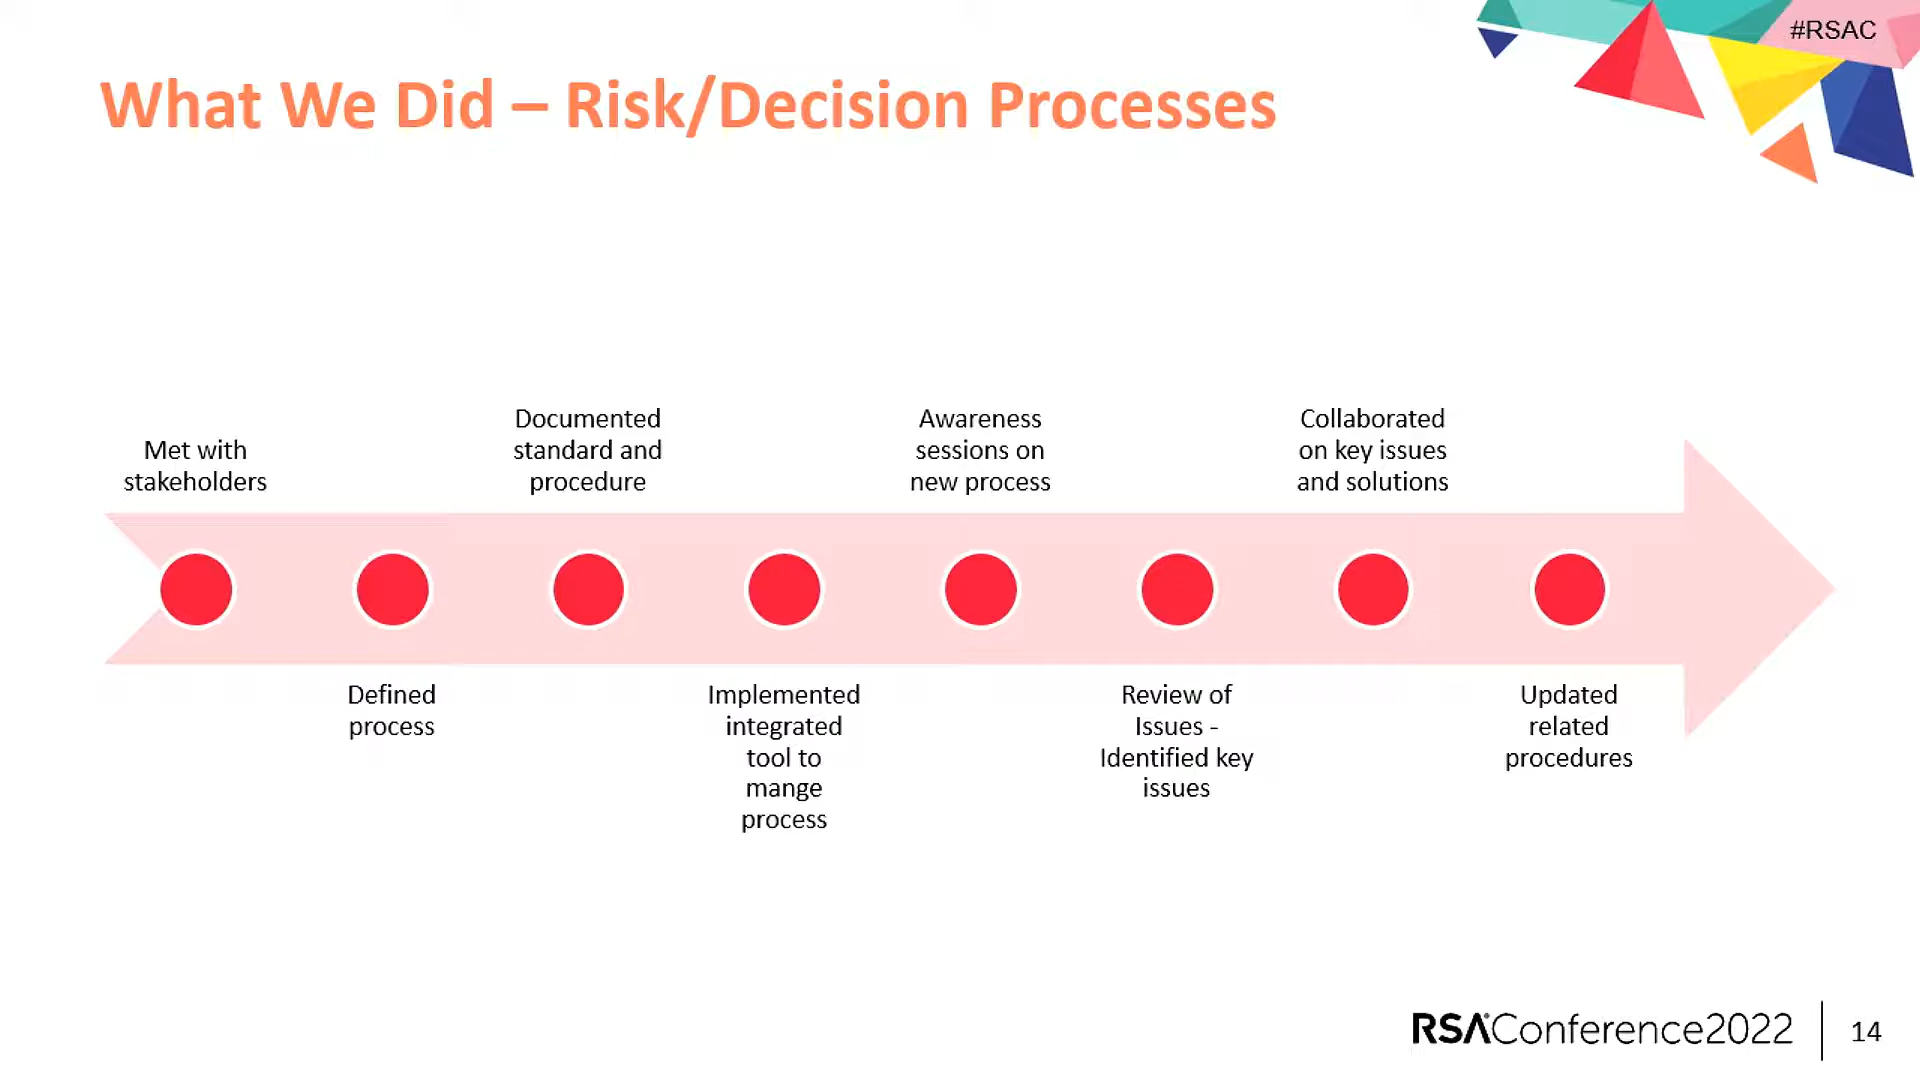 #RSAC
What We Did – Risk/Decision Processes
Met with
stakeholders
Defined
process
Documented
standard and
procedure
Implemented
integrated
tool to
mange
process
Awareness
sessions on
new process
Review of
Issues -
Identified key
issues
Collaborated
on key issues
and solutions
Updated
related
procedures
RSAConference2022
14